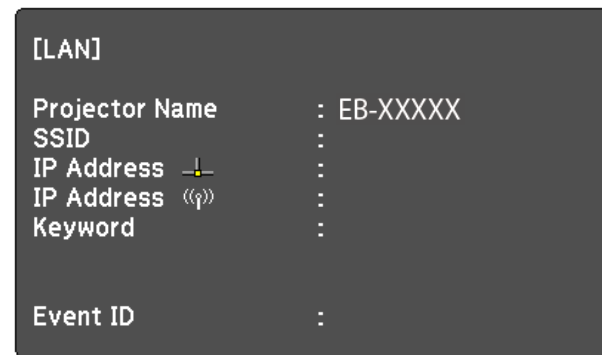 [LAN]
Projector Name : EB-XXXXX
SSID :
IP Address :
IP Address :
Keyword :
Event ID :